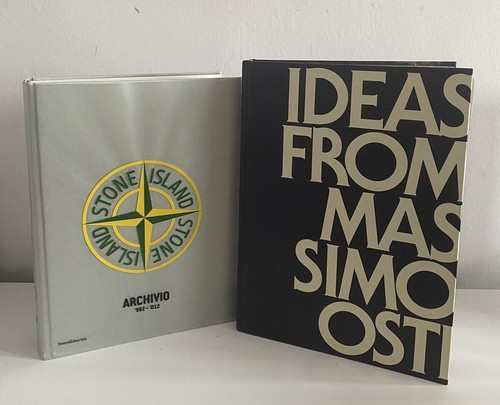 STONE ISLAND
STONE ISLAND
ARCHIVIO
'982-'012
IDEAS
FROM
MAS
SIMO
OSTI